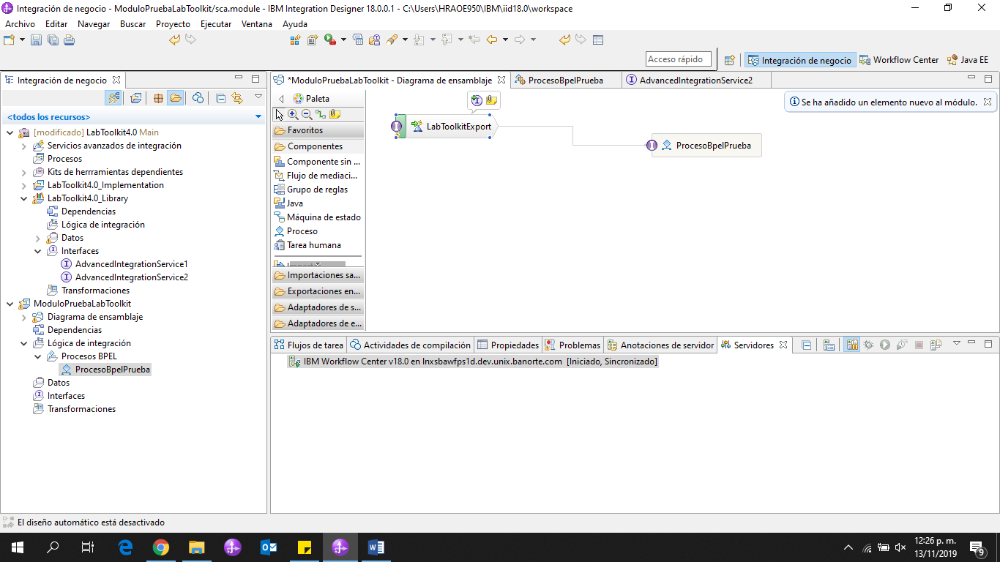 Integración de negocio - ModuloPruebaLabToolkit/sca.module - IBM Integration Designer 18.0.0.1 - C:\Users\HRAOE950\IBM\iid18.0\workspace
Archivo Editar Navegar Buscar Proyecto Ejecutar Ventana Ayuda
Acceso rápido
Integración de negocio
Workflow Center
Java EE
Integración de negocio
<todos los recursos>
[modificado] LabToolkit4.0 Main
Servicios avanzados de integración
Procesos
Kits de herrramientas dependientes
LabToolkit4.0_Implementation
LabToolkit4.0_Library
Dependencias
Lógica de integración
Datos
Interfaces
AdvancedIntegrationService1
AdvancedIntegrationService2
Transformaciones
ModuloPruebaLabToolkit
Diagrama de ensamblaje
Dependencias
Lógica de integración
Procesos BPEL
ProcesoBpelPrueba
Datos
Interfaces
Transformaciones
*ModuloPruebaLabToolkit - Diagrama de ensamblaje
ProcesoBpelPrueba
AdvancedIntegrationService2
Paleta
Favoritos
Componentes
Componente sin ...
Flujo de mediaci...
Grupo de reglas
Java
Máquina de estado
Proceso
Tarea humana
Importaciones sa...
Exportaciones en...
Adaptadores de s...
Adaptadores de e...
LabToolkitExport
ProcesoBpelPrueba
Se ha añadido un elemento nuevo al módulo.
Flujos de tarea
Actividades de compilación
Propiedades
Problemas
Anotaciones de servidor
Servidores
IBM Workflow Center v18.0 en lnxsbawfps1d.dev.unix.banorte.com [Iniciado, Sincronizado]
El diseño automático está desactivado
12:26 p. m.
13/11/2019
9